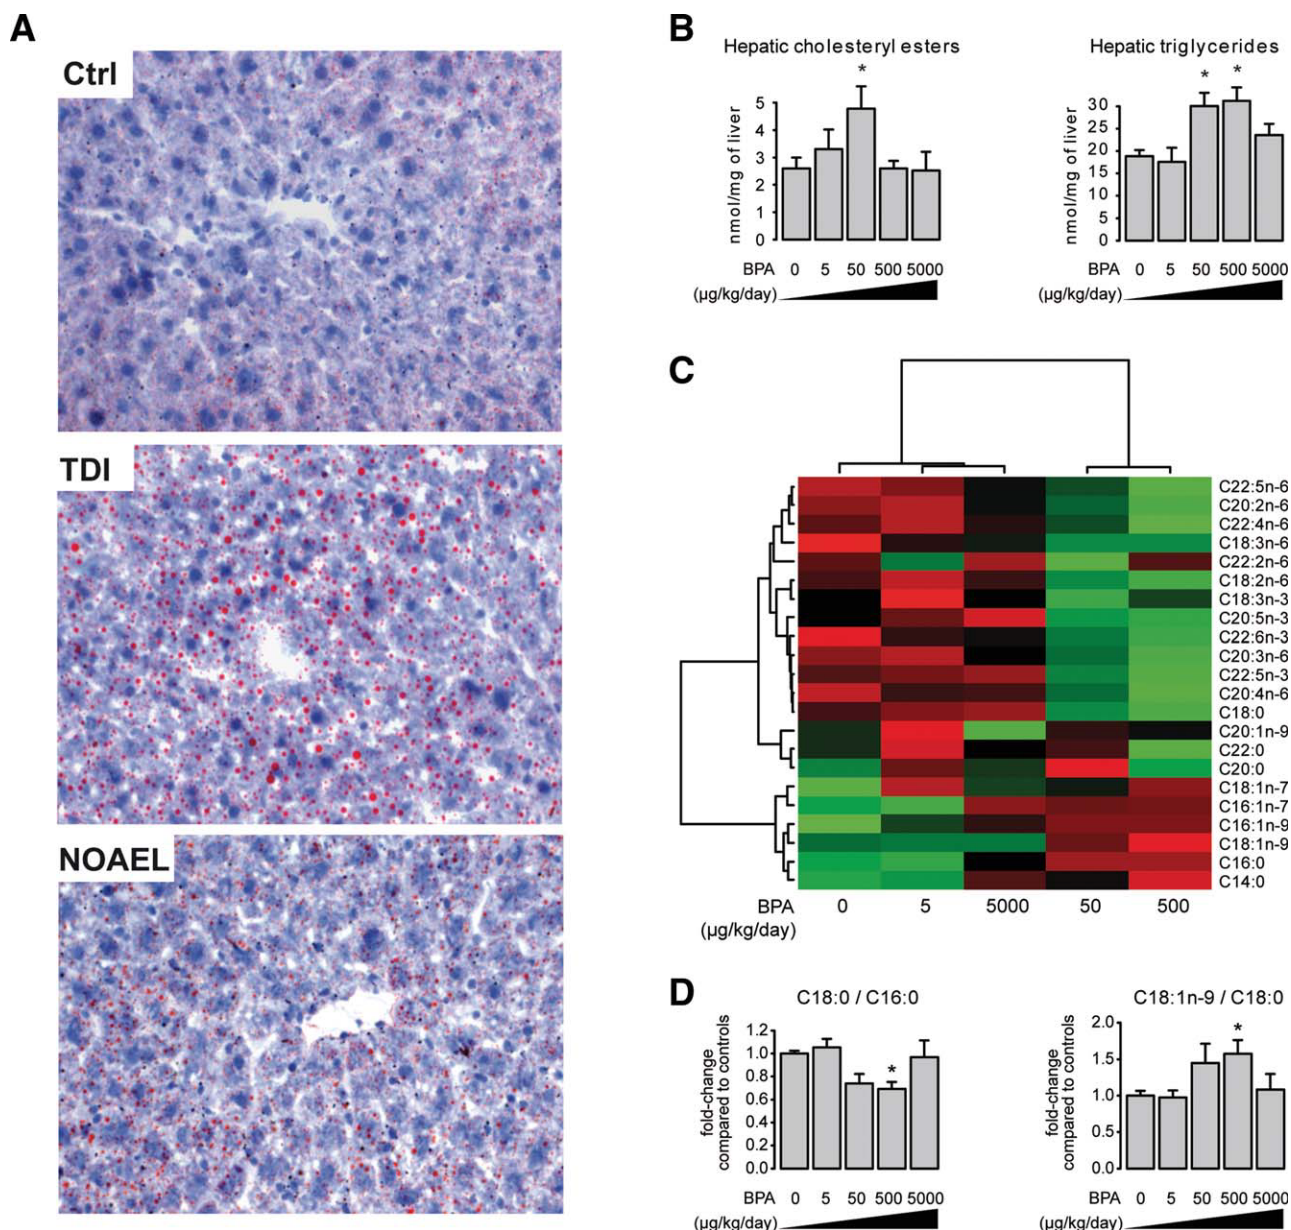 A
Ctrl
TDI
NOAEL
B
Hepatic cholesteryl esters
nmol/mg of liver
5
4
3
2
1
0
*
BPA 0 5 50 500 5000
(µg/kg/day)
Hepatic triglycerides
nmol/mg of liver
30
25
20
15
10
5
0
*
*
BPA 0 5 50 500 5000
(µg/kg/day)
C
C22:5n-6
C20:2n-6
C22:4n-6
C18:3n-6
C22:2n-6
C18:2n-6
C18:3n-3
C20:5n-3
C22:6n-3
C20:3n-6
C22:5n-3
C20:4n-6
C18:0
C20:1n-9
C22:0
C20:0
C18:1n-7
C16:1n-7
C16:1n-9
C18:1n-9
C16:0
C14:0
BPA 0 5 5000 50 500
(µg/kg/day)
D
C18:0 / C16:0
fold-change
compared to controls
1.2
1.0
0.8
0.6
0.4
0.2
0.0
*
BPA 0 5 50 500 5000
(µg/kg/day)
C18:1n-9 / C18:0
fold-change
compared to controls
2.0
1.5
1.0
0.5
0.0
*
BPA 0 5 50 500 5000
(µg/kg/day)